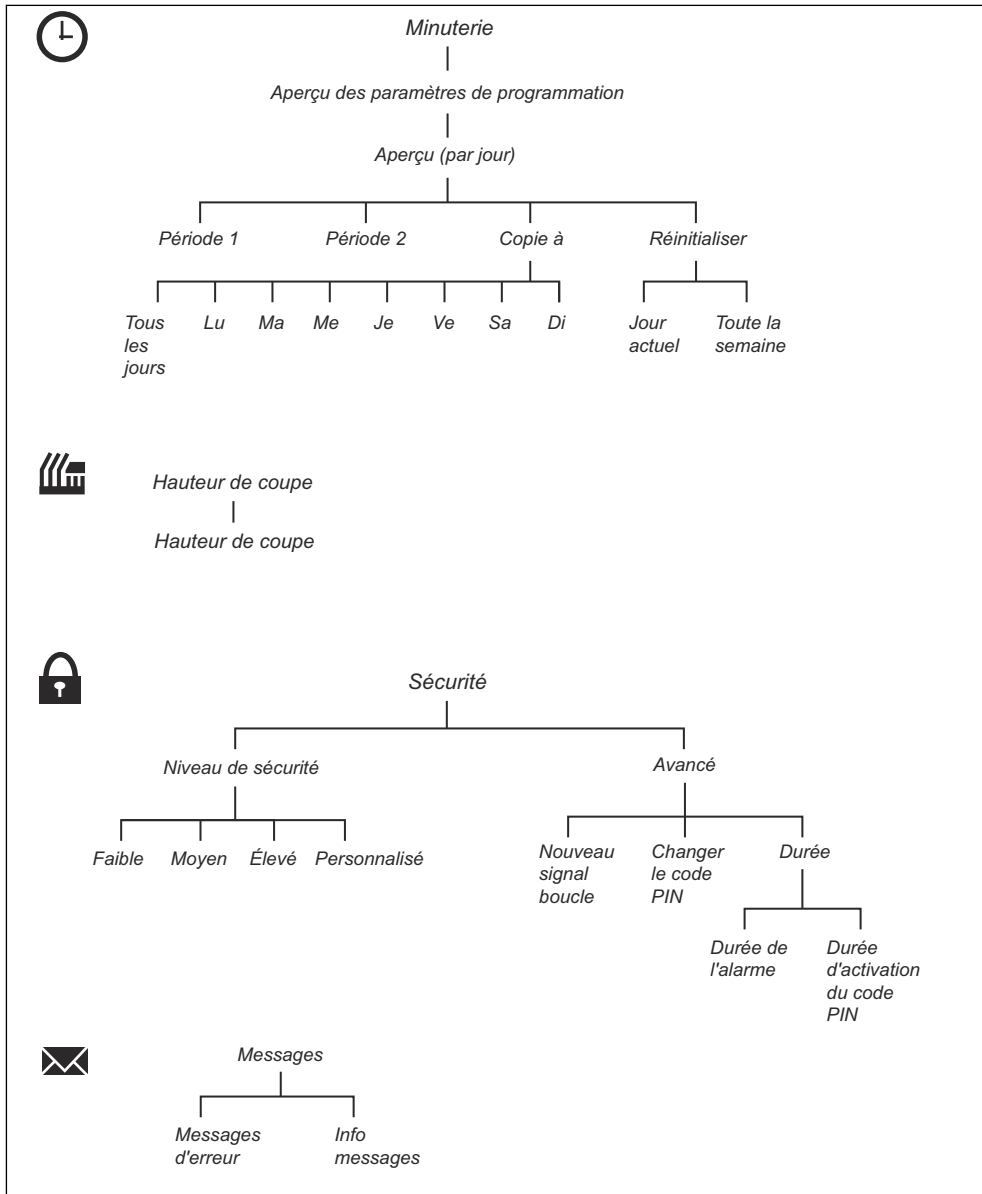 Minuterie
Aperçu des paramètres de programmation
Aperçu (par jour)
Période 1
Période 2
Copie à
Réinitialiser
Tous
les
jours
Lu
Ma
Me
Je
Ve
Sa
Di
Jour
actuel
Toute la
semaine
Hauteur de coupe
Hauteur de coupe
Sécurité
Niveau de sécurité
Avancé
Faible
Moyen
Élevé
Personnalisé
Nouveau
signal
boucle
Changer
le code
PIN
Durée
Durée de
l'alarme
Durée
d'activation
du code
PIN
Messages
Messages
d'erreur
Info
messages